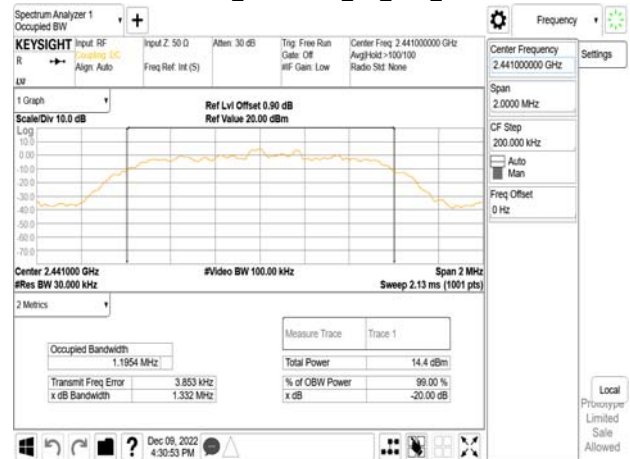 Spectrum Analyzer 1
Occupied BW
Frequency
KEYSIGHT
R
LVI
Input: RF
Coupling: DC
Align: Auto
Input Z: 50 Ω
Freq Ref: Int (S)
Atten: 30 dB
Trig: Free Run
Gate: Off
#IF Gain: Low
Center Freq: 2.441000000 GHz
Avg|Hold:>100/100
Radio Std: None
Center Frequency
2.441000000 GHz
Settings
Span
2.0000 MHz
CF Step
200.000 kHz
Auto
Man
Freq Offset
0 Hz
1 Graph
Scale/Div 10.0 dB
Ref Lvl Offset 0.90 dB
Ref Value 20.00 dBm
Log
10.0
0.00
-10.0
-20.0
-30.0
-40.0
-50.0
-60.0
-70.0
Center 2.441000 GHz
#Res BW 30.000 kHz
#Video BW 100.00 kHz
Span 2 MHz
Sweep 2.13 ms (1001 pts)
2 Metrics
Measure Trace
Trace 1
Occupied Bandwidth
1.1954 MHz
Total Power
14.4 dBm
Transmit Freq Error
3.853 kHz
% of OBW Power
99.00 %
x dB Bandwidth
1.332 MHz
x dB
-20.00 dB
Local
Prototype
Limited
Sale
Allowed
?
Dec 09, 2022
4:30:53 PM